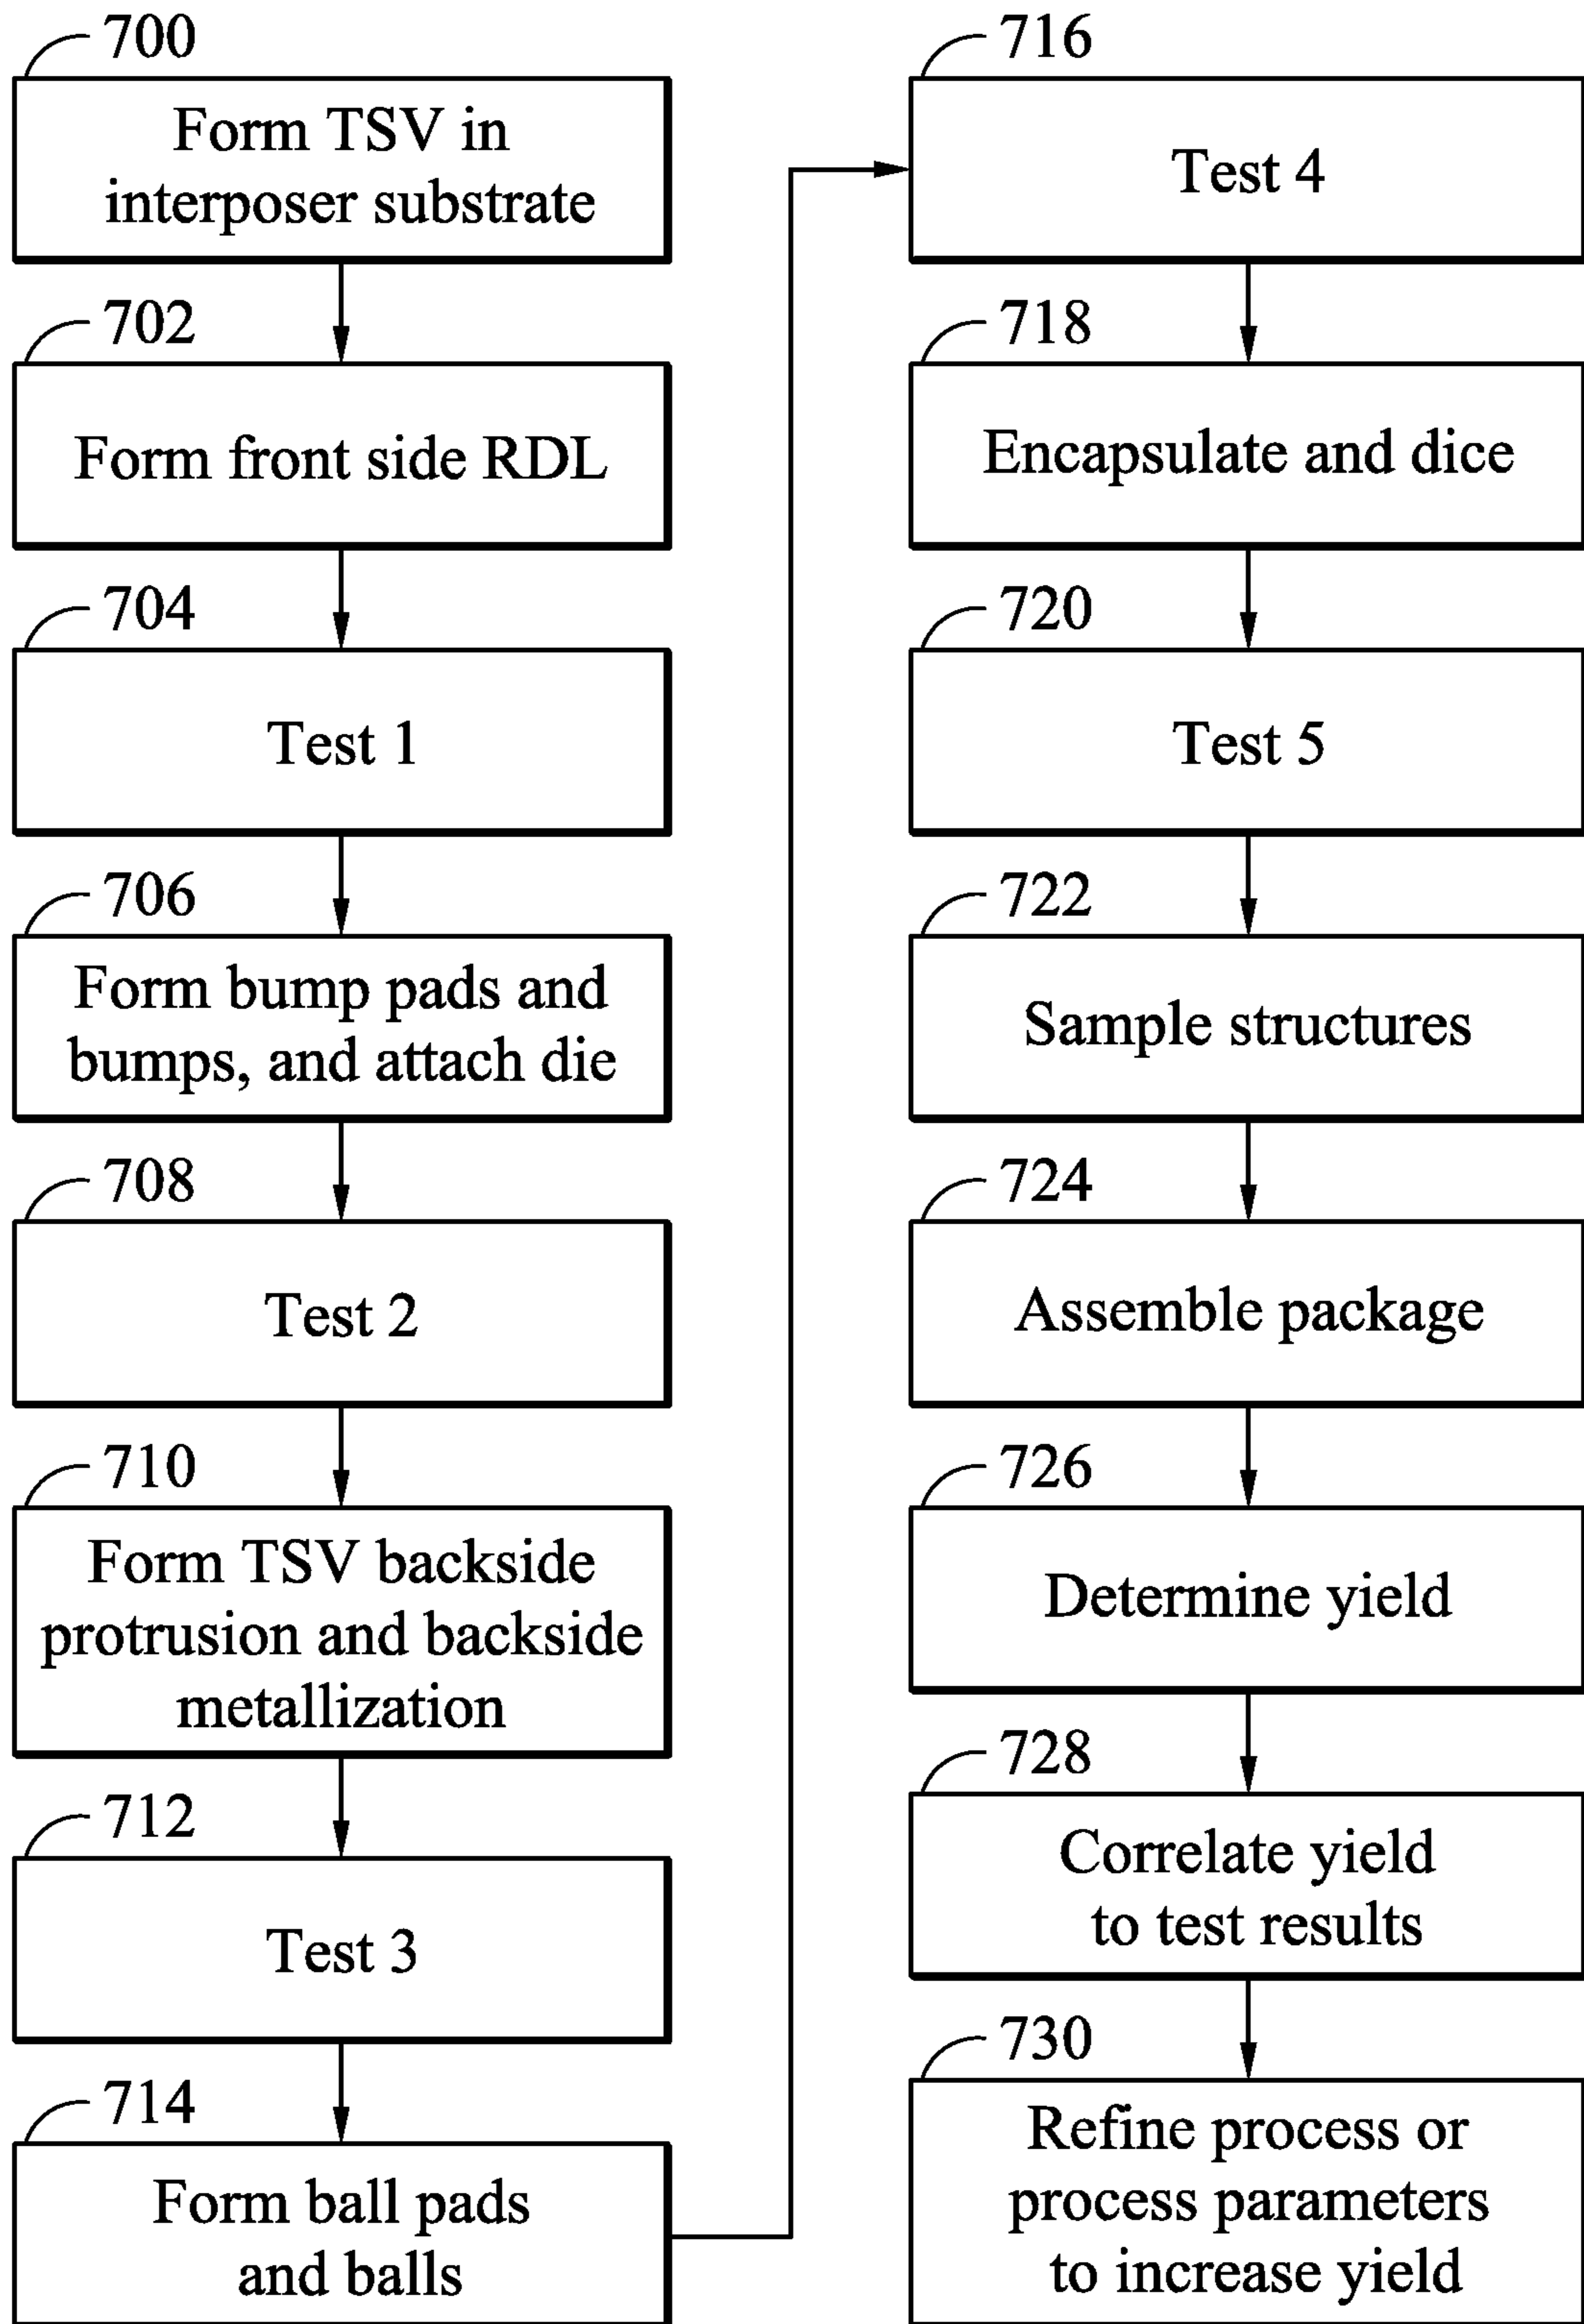 700
Form TSV in
interposer substrate
702
Form front side RDL
704
Test 1
706
Form bump pads and
bumps, and attach die
708
Test 2
710
Form TSV backside
protrusion and backside
metallization
712
Test 3
714
Form ball pads
and balls
716
Test 4
718
Encapsulate and dice
720
Test 5
722
Sample structures
724
Assemble package
726
Determine yield
728
Correlate yield
to test results
730
Refine process or
process parameters
to increase yield